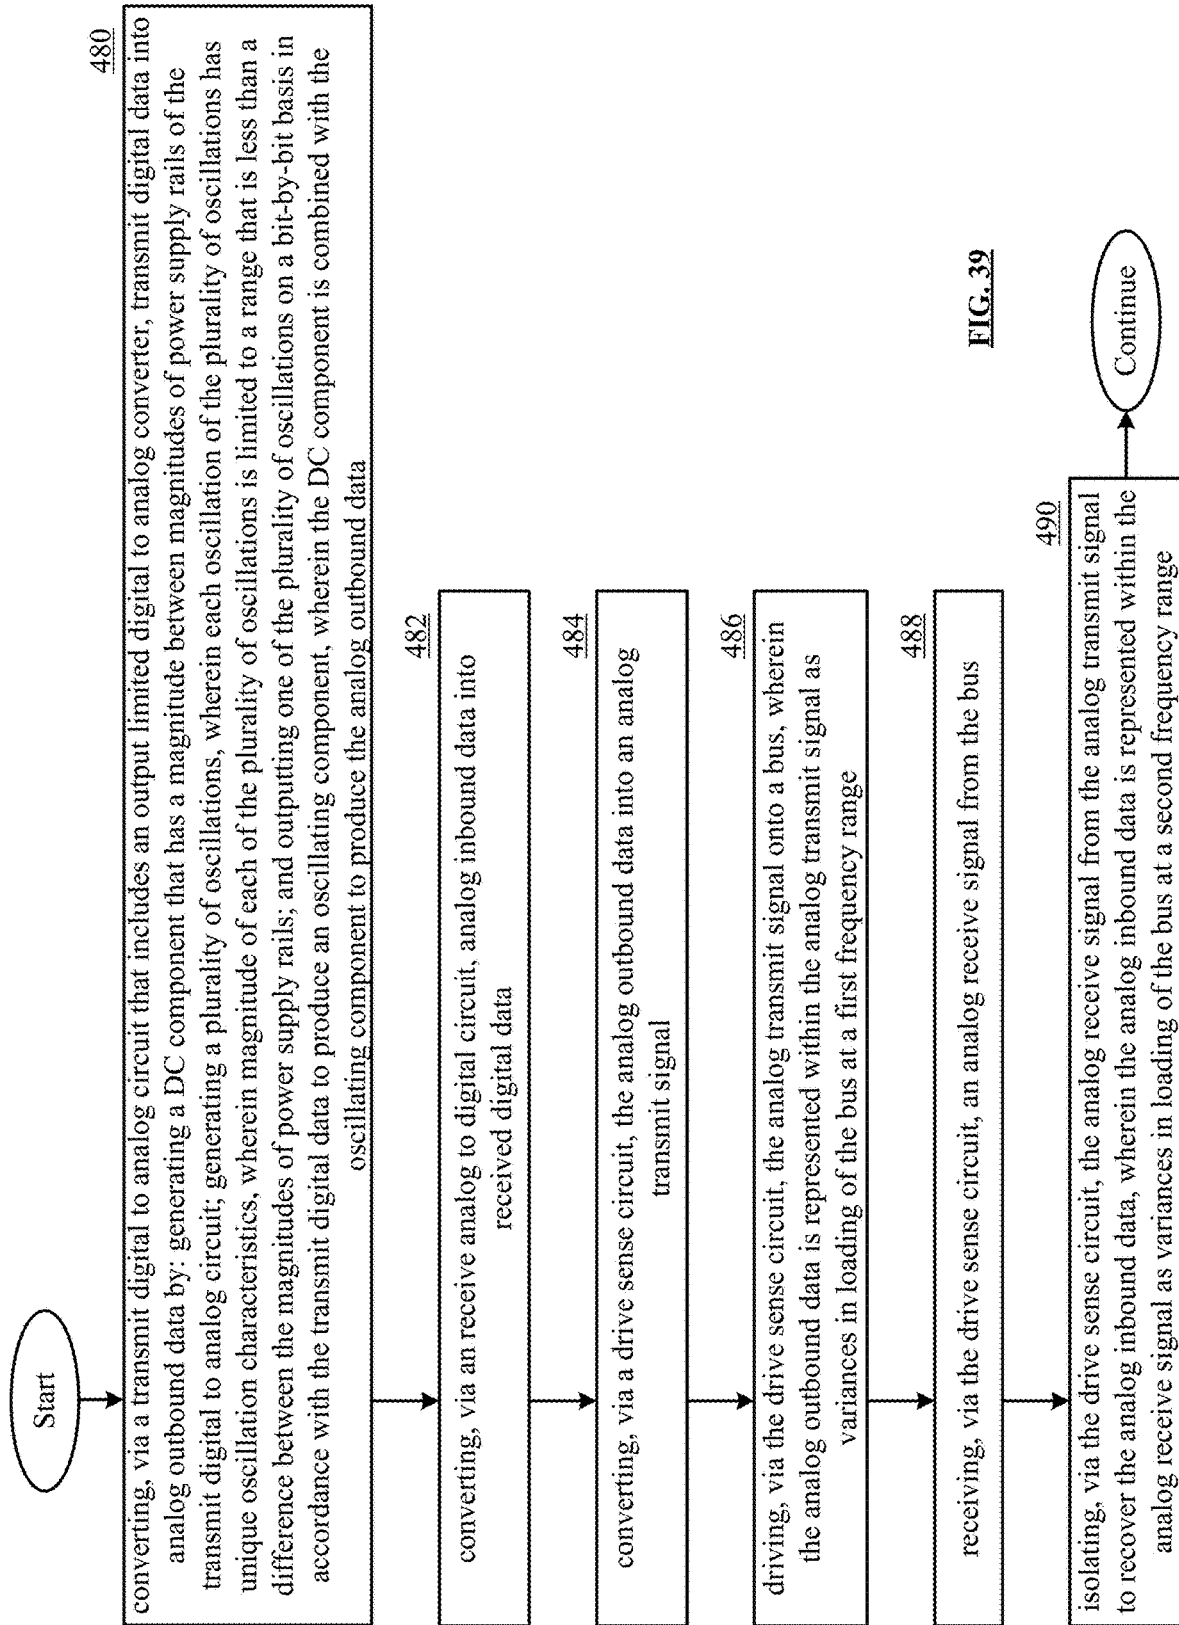 Start
480
converting, via a transmit digital to analog circuit that includes an output limited digital to analog converter, transmit digital data into
analog outbound data by: generating a DC component that has a magnitude between magnitudes of power supply rails of the
transmit digital to analog circuit; generating a plurality of oscillations, wherein each oscillation of the plurality of oscillations has
unique oscillation characteristics, wherein magnitude of each of the plurality of oscillations is limited to a range that is less than a
difference between the magnitudes of power supply rails; and outputting one of the plurality of oscillations on a bit-by-bit basis in
accordance with the transmit digital data to produce an oscillating component, wherein the DC component is combined with the
oscillating component to produce the analog outbound data
482
converting, via an receive analog to digital circuit, analog inbound data into
received digital data
484
converting, via a drive sense circuit, the analog outbound data into an analog
transmit signal
486
driving, via the drive sense circuit, the analog transmit signal onto a bus, wherein
the analog outbound data is represented within the analog transmit signal as
variances in loading of the bus at a first frequency range
488
receiving, via the drive sense circuit, an analog receive signal from the bus
490
isolating, via the drive sense circuit, the analog receive signal from the analog transmit signal
to recover the analog inbound data, wherein the analog inbound data is represented within the
analog receive signal as variances in loading of the bus at a second frequency range
Continue
FIG. 39